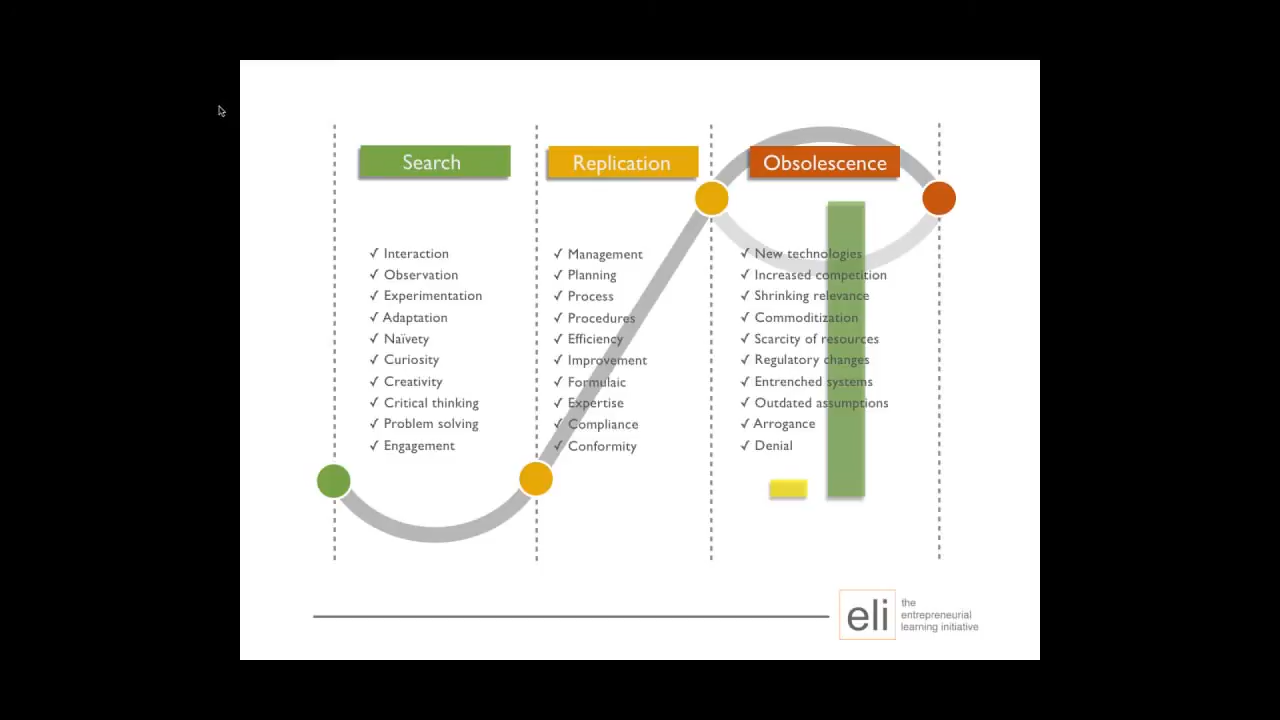 Search
Replication
Obsolescence
✓ Interaction
✓ Observation
✓ Experimentation
✓ Adaptation
✓ Naïvety
✓ Curiosity
✓ Creativity
✓ Critical thinking
✓ Problem solving
✓ Engagement
✓ Management
✓ Planning
✓ Process
✓ Procedures
✓ Efficiency
✓ Improvement
✓ Formulaic
✓ Expertise
✓ Compliance
✓ Conformity
✓ New technologies
✓ Increased competition
✓ Shrinking relevance
✓ Commoditization
✓ Scarcity of resources
✓ Regulatory changes
✓ Entrenched systems
✓ Outdated assumptions
✓ Arrogance
✓ Denial
eli
the
entrepreneurial
learning initiative